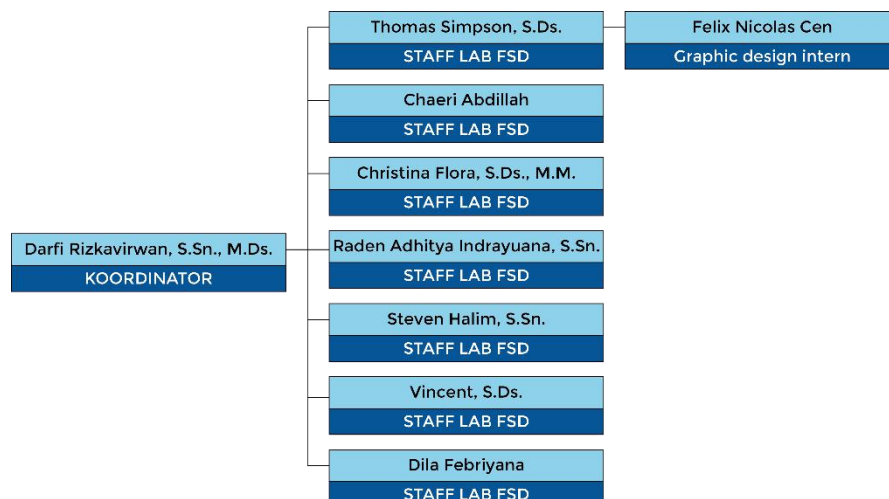 Thomas Simpson, S.Ds.
STAFF LAB FSD
Felix Nicolas Cen
Graphic design intern
Chaeri Abdillah
STAFF LAB FSD
Christina Flora, S.Ds., M.M.
STAFF LAB FSD
Darfi Rizkavirwan, S.Sn., M.Ds.
KOORDINATOR
Raden Adhitya Indrayuana, S.Sn.
STAFF LAB FSD
Steven Halim, S.Sn.
STAFF LAB FSD
Vincent, S.Ds.
STAFF LAB FSD
Dila Febriyana
STAFF LAB FSD